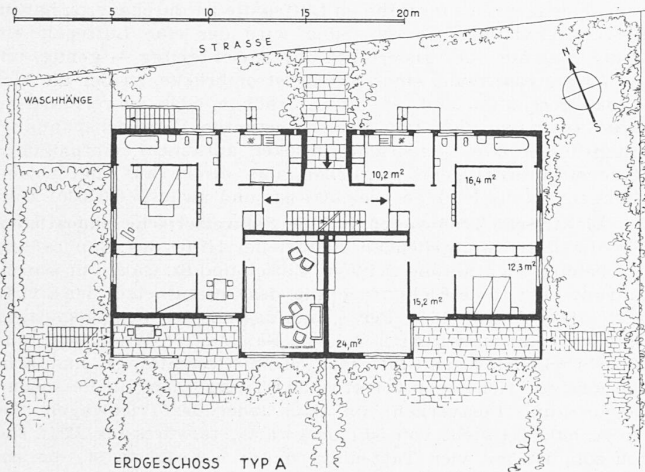 0 5 10 15 20 m
STRASSE
N
S
WASCHHÄNGE
10,2 m²
16,4 m²
12,3 m²
15,2 m²
24, m²
ERDGESCHOSS TYP A